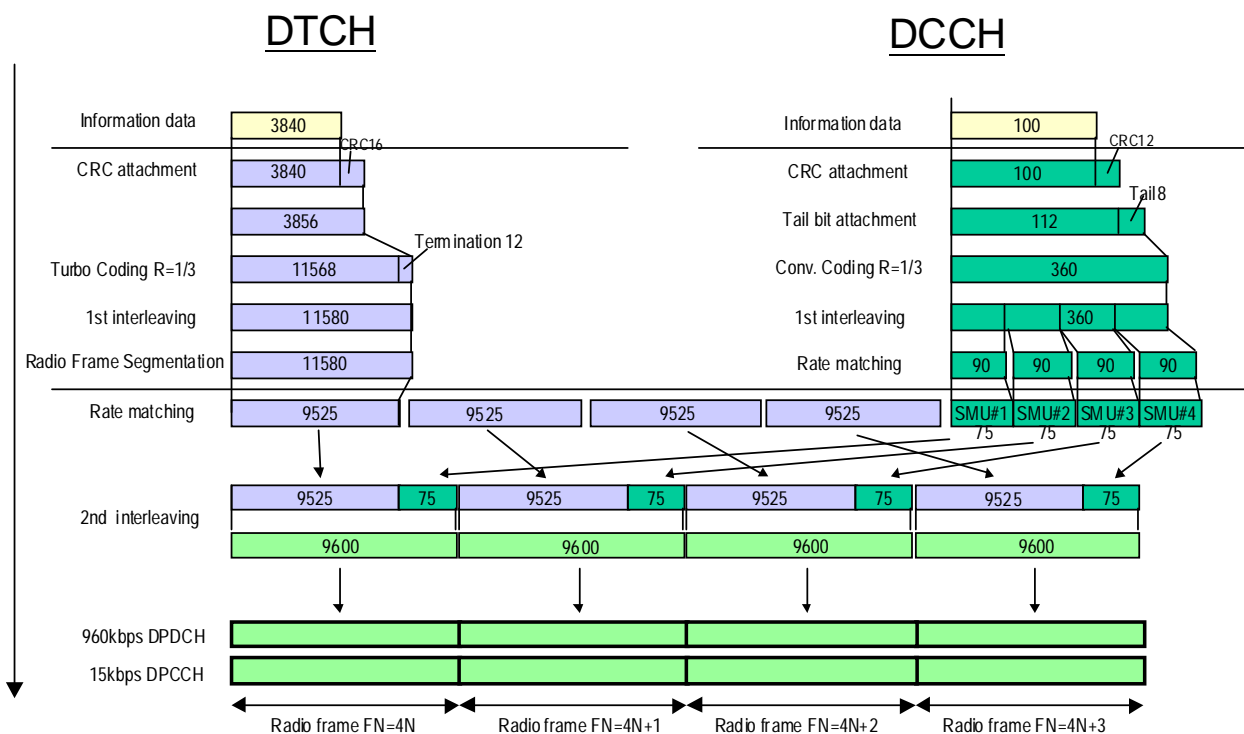 DTCH
DCCH
Information data
3840
Information data
100
CRC16
CRC12
CRC attachment
3840
CRC attachment
100
Tail8
3856
Tail bit attachment
112
Termination 12
Turbo Coding R=1/3
11568
Conv. Coding R=1/3
360
1st interleaving
11580
1st interleaving
360
Radio Frame Segmentation
11580
Rate matching
90 90 90 90
Rate matching
9525 9525 9525 9525
SMU#1 SMU#2 SMU#3 SMU#4
75 75 75 75
2nd interleaving
9525 75 9525 75 9525 75 9525 75
9600 9600 9600 9600
960kbps DPDCH
15kbps DPCCH
Radio frame FN=4N Radio frame FN=4N+1 Radio frame FN=4N+2 Radio frame FN=4N+3